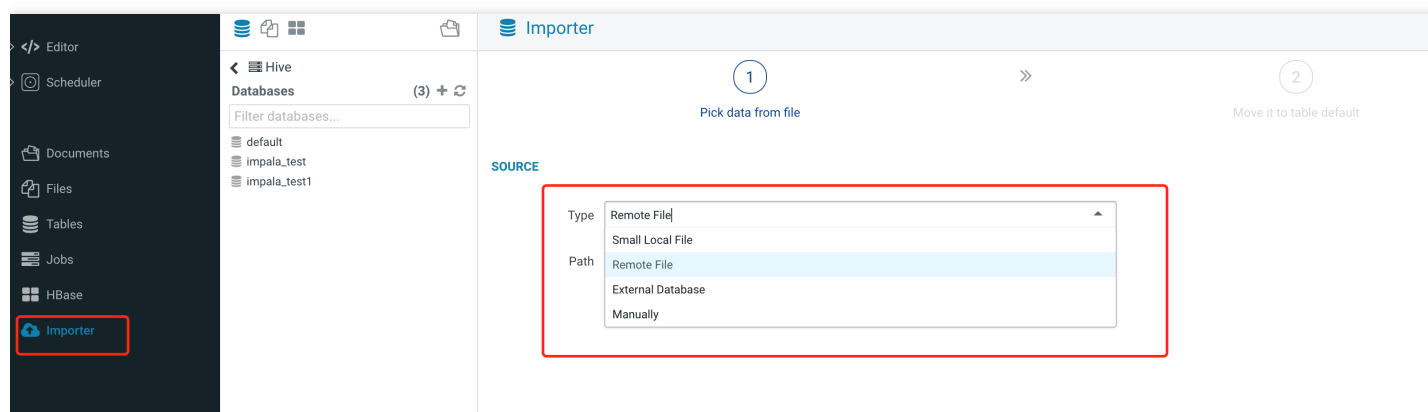 </> Editor
Scheduler
Documents
Files
Tables
Jobs
HBase
Importer
Hive
Databases (3)
Filter databases...
default
impala_test
impala_test1
Importer
1
Pick data from file
2
Move it to table default
SOURCE
Type Remote File
Small Local File
Path
Remote File
External Database
Manually